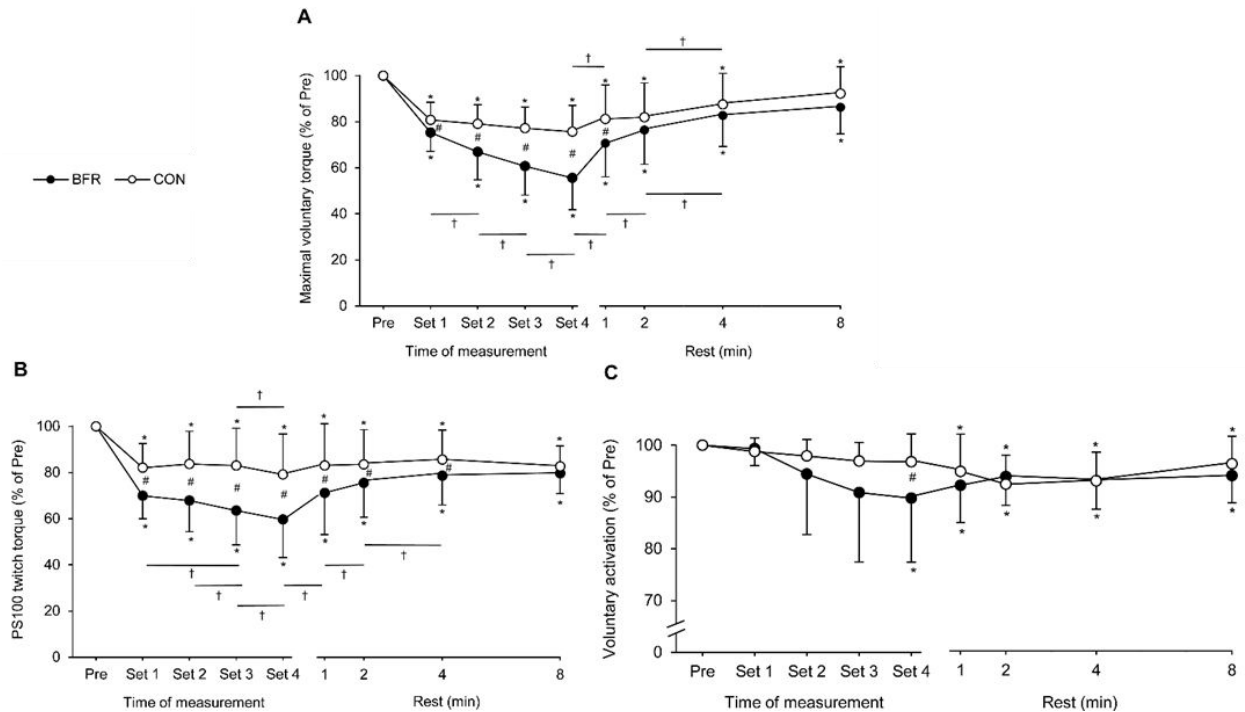 A
BFR CON
Maximal voluntary torque (% of Pre)
100
80
60
40
20
0
† †
* * * * * * * *
# # # # #
* * * * * * * *
† † † † † †
Pre Set 1 Set 2 Set 3 Set 4 1 2 4 8
Time of measurement Rest (min)
B
PS100 twitch torque (% of Pre)
100
80
60
40
20
0
†
* * * * * * * *
# # # # # # #
* * * * * * * *
† † † † † †
Pre Set 1 Set 2 Set 3 Set 4 1 2 4 8
Time of measurement Rest (min)
C
Voluntary activation (% of Pre)
100
90
80
70
0
* * * *
#
* * * * *
Pre Set 1 Set 2 Set 3 Set 4 1 2 4 8
Time of measurement Rest (min)